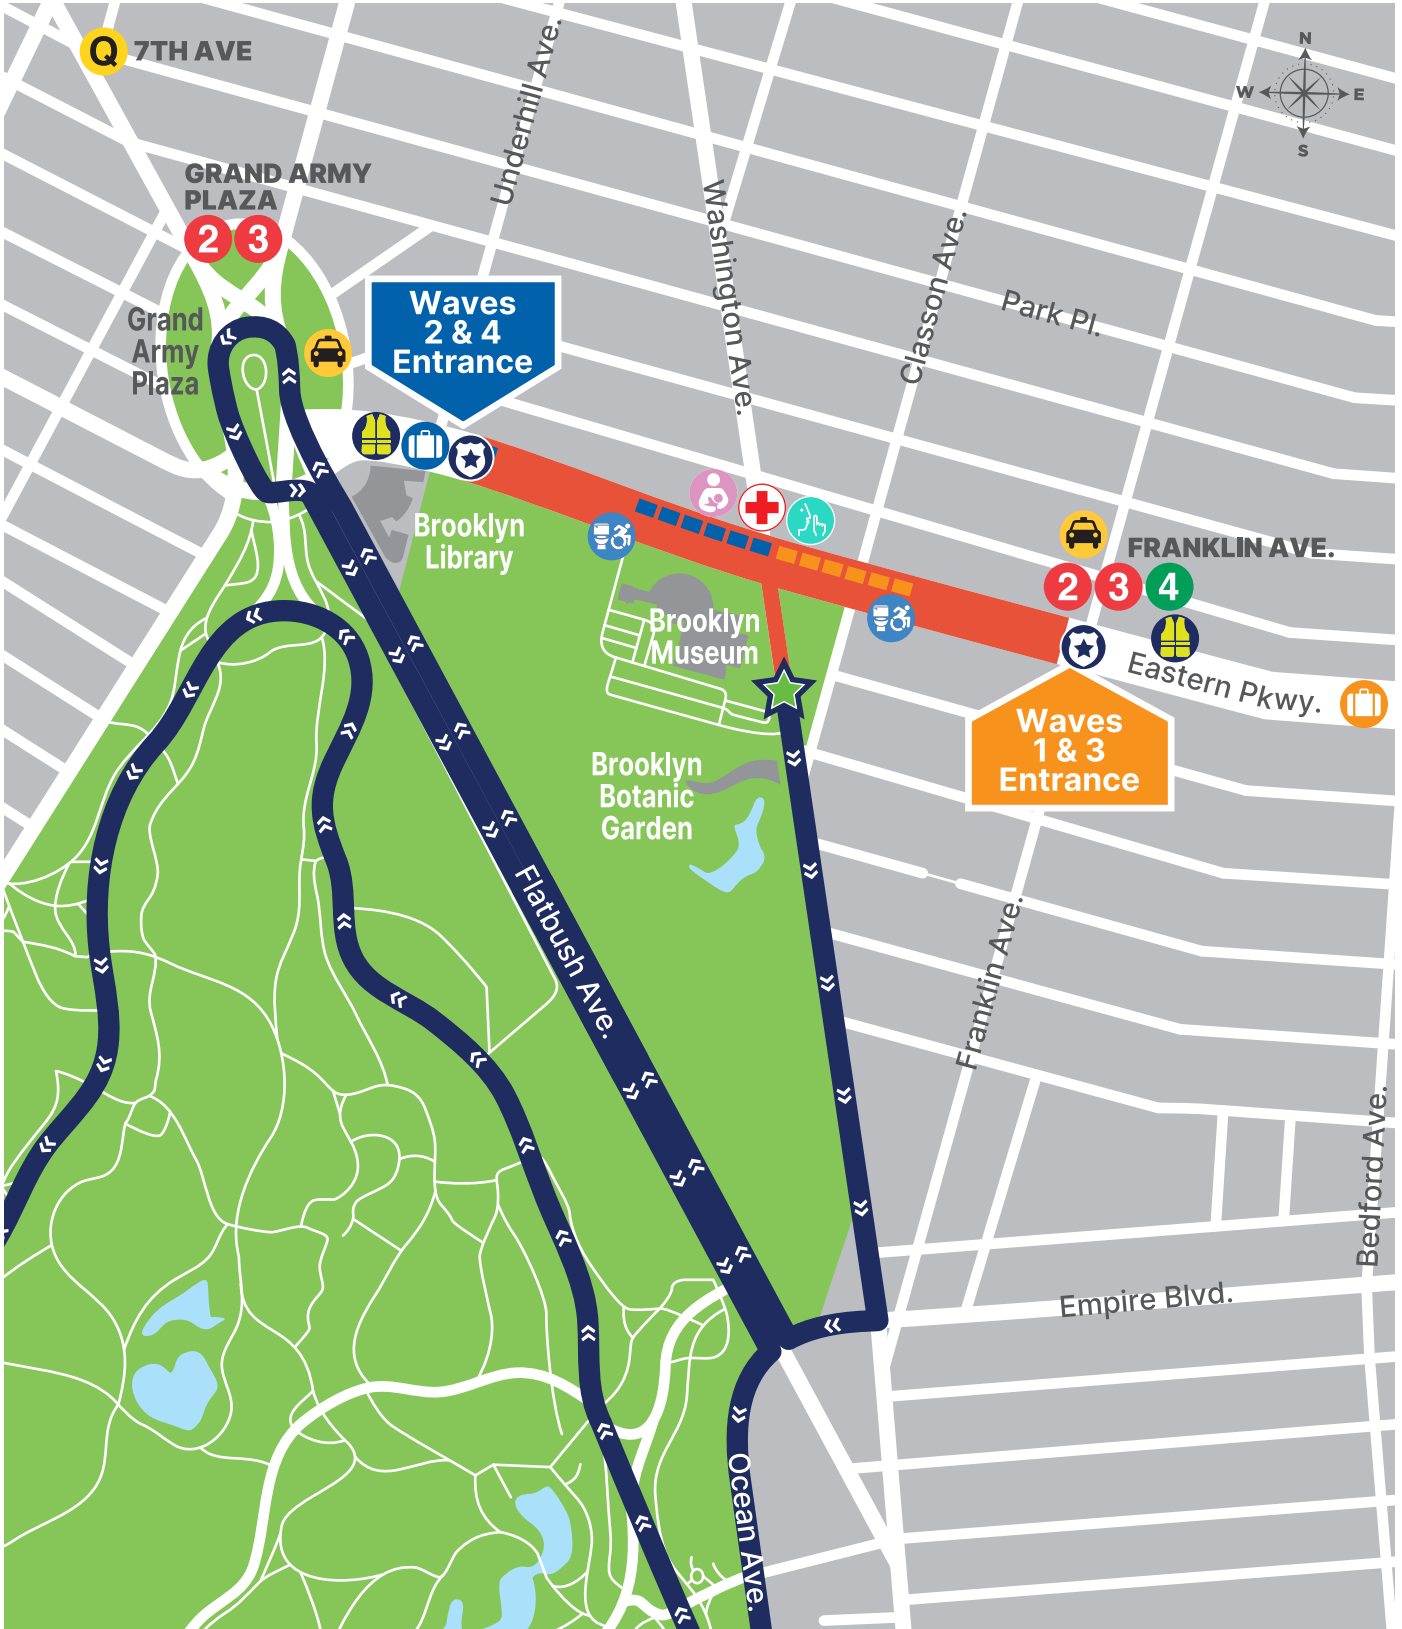 Q 7TH AVE
N
W E
S
Underhill Ave.
GRAND ARMY
PLAZA
2 3
Washington Ave.
Classon Ave.
Park Pl.
Grand
Army
Plaza
Waves
2 & 4
Entrance
Brooklyn
Library
FRANKLIN AVE.
2 3 4
Brooklyn
Museum
Eastern Pkwy.
Waves
1 & 3
Entrance
Brooklyn
Botanic
Garden
Flatbush Ave.
Franklin Ave.
Bedford Ave.
Empire Blvd.
Ocean Ave.